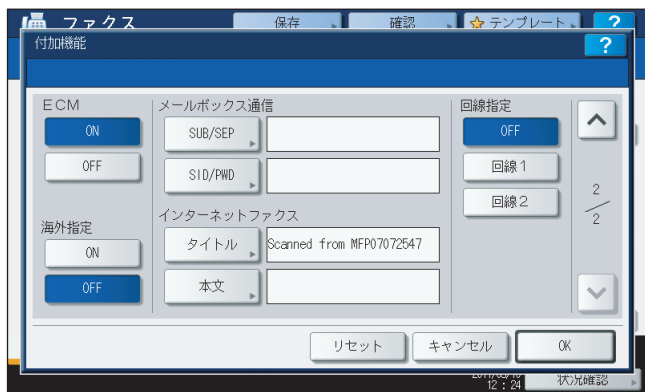 ファクス
保存
確認
テンプレート
?
付加機能
?
ECM
ON
OFF
海外指定
ON
OFF
メールボックス通信
SUB/SEP
SID/PWD
インターネットファクス
タイトル
Scanned from MFP07072547
本文
回線指定
OFF
回線1
回線2
2
2
リセット
キャンセル
OK
12:24
状況確認